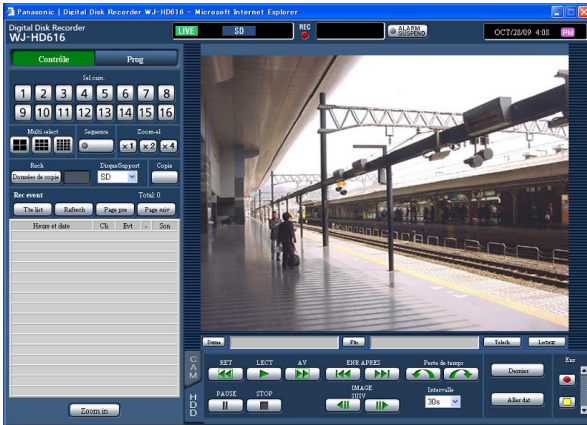 Panasonic | Digital Disk Recorder WJ-HD616 - Microsoft Internet Explorer
Digital Disk Recorder
WJ-HD616
LIVE SD REC ALARM SUSPEND OCT/28/09 4:08 PM
Contrôle Prog
Sel cam.
1 2 3 4 5 6 7 8
9 10 11 12 13 14 15 16
Multi select Sequence Zoom-el
x1 x2 x4
Rech Disque/Support Copie
Données de copie SD
Rec event Total: 0
Tte list Rafrech Page pre Page suiv
Heure et date Ch Evt - Son
Zoom in
Dema Fin Telech Lecteur
CAM
HDD
RET LECT AV ENR APRES Perte de temps
PAUSE STOP IMAGE SUIV Intervalle
30s
Dernier
Aller dat
Enr